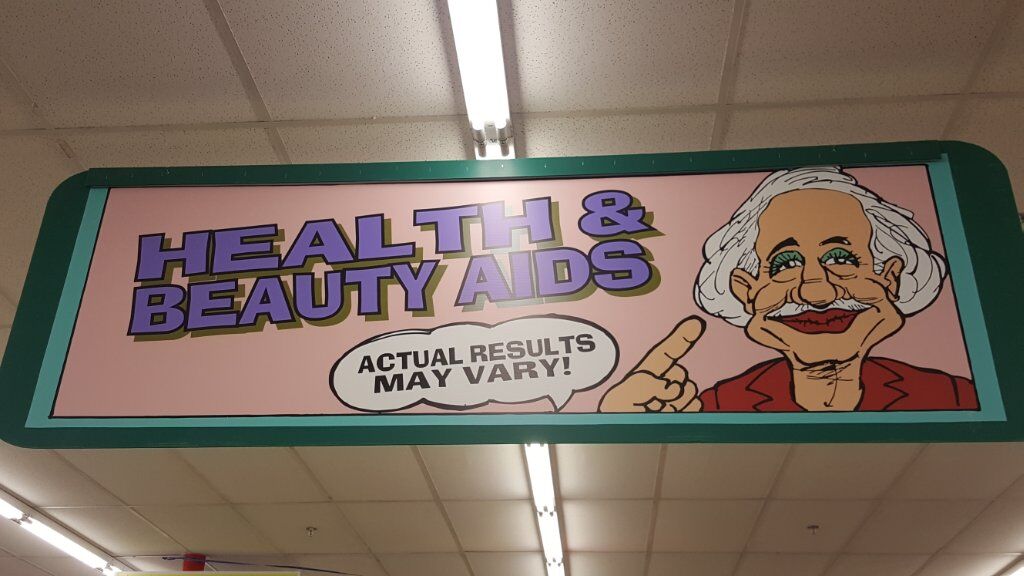 HEALTH &
BEAUTY AIDS
ACTUAL RESULTS
MAY VARY!